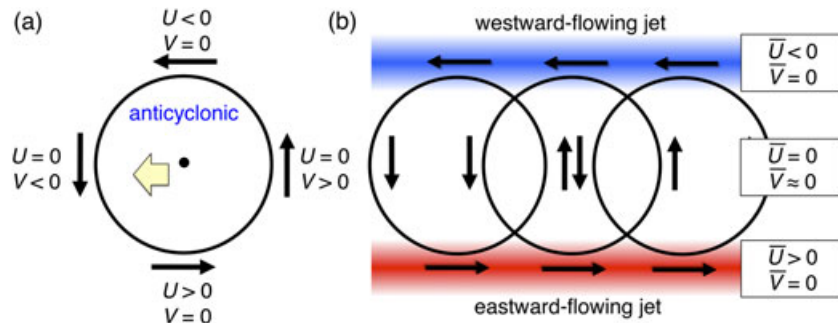 (a)
U < 0
V = 0
anticyclonic
U = 0
V < 0
U = 0
V > 0
U > 0
V = 0
(b)
westward-flowing jet
U̅ < 0
V̅ = 0
U̅ = 0
V̅ ≈ 0
U̅ > 0
V̅ = 0
eastward-flowing jet